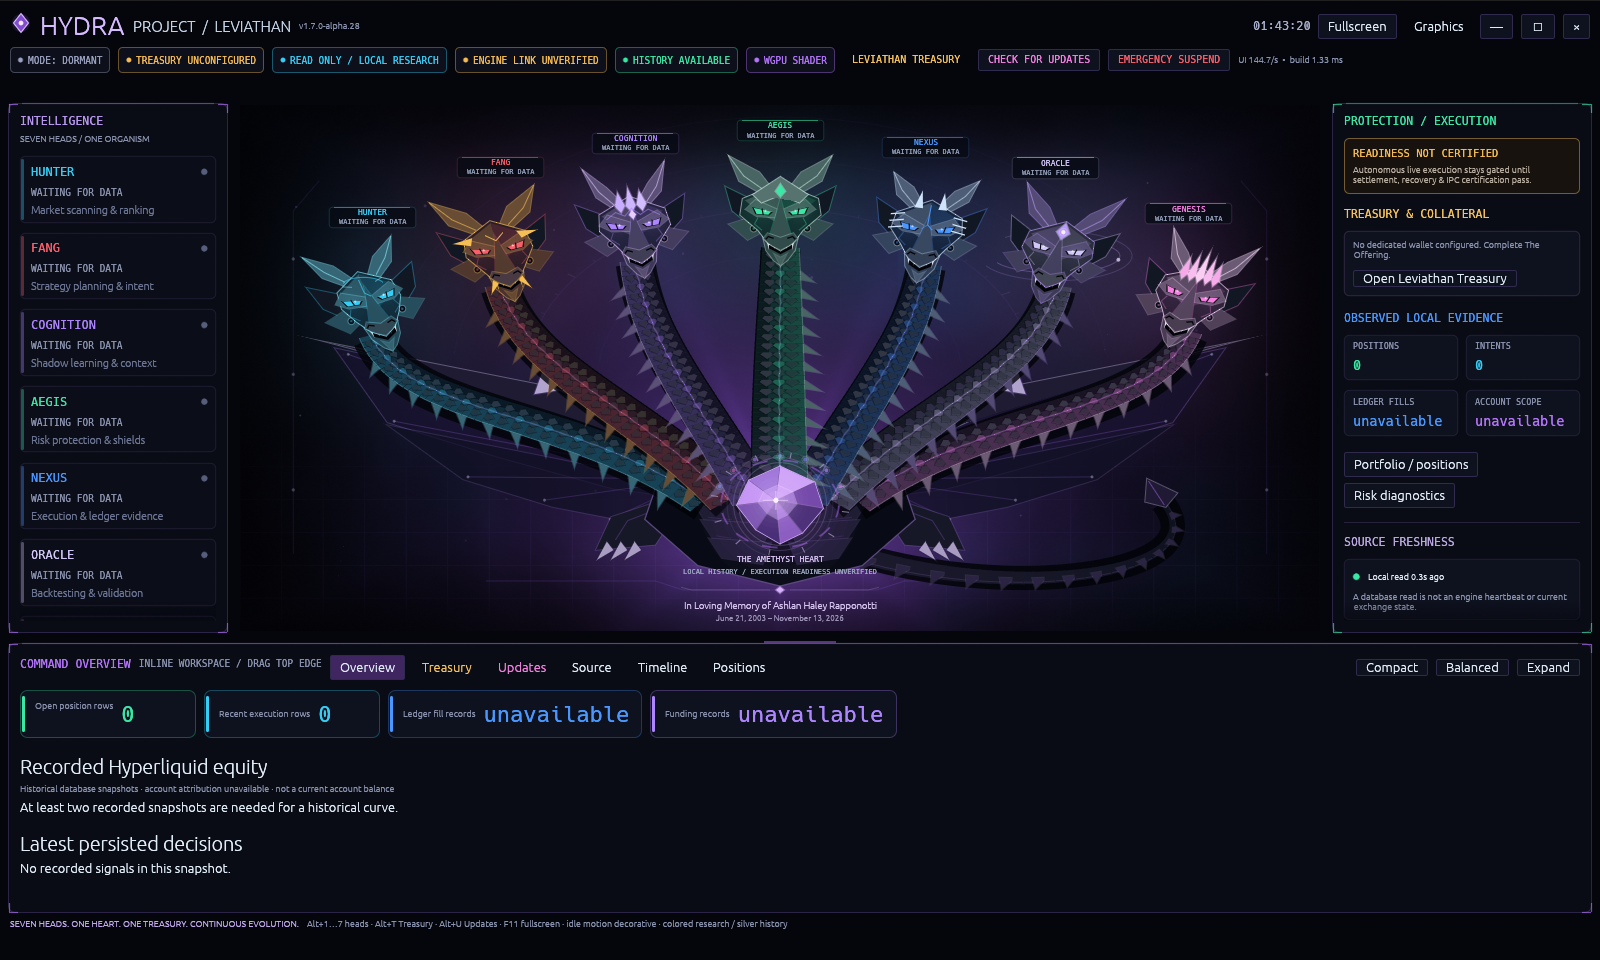 HYDRA PROJECT / LEVIATHAN v1.7.0-alpha.28
01:43:20 Fullscreen Graphics
MODE: DORMANT
TREASURY UNCONFIGURED
READ ONLY / LOCAL RESEARCH
ENGINE LINK UNVERIFIED
HISTORY AVAILABLE
WGPU SHADER
LEVIATHAN TREASURY
CHECK FOR UPDATES
EMERGENCY SUSPEND
UI 144.7/s • build 1.33 ms
INTELLIGENCE
SEVEN HEADS / ONE ORGANISM
HUNTER
WAITING FOR DATA
Market scanning & ranking
FANG
WAITING FOR DATA
Strategy planning & intent
COGNITION
WAITING FOR DATA
Shadow learning & context
AEGIS
WAITING FOR DATA
Risk protection & shields
NEXUS
WAITING FOR DATA
Execution & ledger evidence
ORACLE
WAITING FOR DATA
Backtesting & validation
HUNTER
WAITING FOR DATA
FANG
WAITING FOR DATA
COGNITION
WAITING FOR DATA
AEGIS
WAITING FOR DATA
NEXUS
WAITING FOR DATA
ORACLE
WAITING FOR DATA
GENESIS
WAITING FOR DATA
THE AMETHYST HEART
LOCAL HISTORY / EXECUTION READINESS UNVERIFIED
In Loving Memory of Ashlan Haley Rapponotti
June 21, 2003 – November 13, 2026
PROTECTION / EXECUTION
READINESS NOT CERTIFIED
Autonomous live execution stays gated until
settlement, recovery & IPC certification pass.
TREASURY & COLLATERAL
No dedicated wallet configured. Complete The
Offering.
Open Leviathan Treasury
OBSERVED LOCAL EVIDENCE
POSITIONS
0
INTENTS
0
LEDGER FILLS
unavailable
ACCOUNT SCOPE
unavailable
Portfolio / positions
Risk diagnostics
SOURCE FRESHNESS
Local read 0.3s ago
A database read is not an engine heartbeat or current
exchange state.
COMMAND OVERVIEW INLINE WORKSPACE / DRAG TOP EDGE Overview Treasury Updates Source Timeline Positions
Compact Balanced Expand
Open position rows 0
Recent execution rows 0
Ledger fill records unavailable
Funding records unavailable
Recorded Hyperliquid equity
Historical database snapshots · account attribution unavailable · not a current account balance
At least two recorded snapshots are needed for a historical curve.
Latest persisted decisions
No recorded signals in this snapshot.
SEVEN HEADS. ONE HEART. ONE TREASURY. CONTINUOUS EVOLUTION. Alt+1...7 heads · Alt+T Treasury · Alt+U Updates · F11 fullscreen · idle motion decorative · colored research / silver history